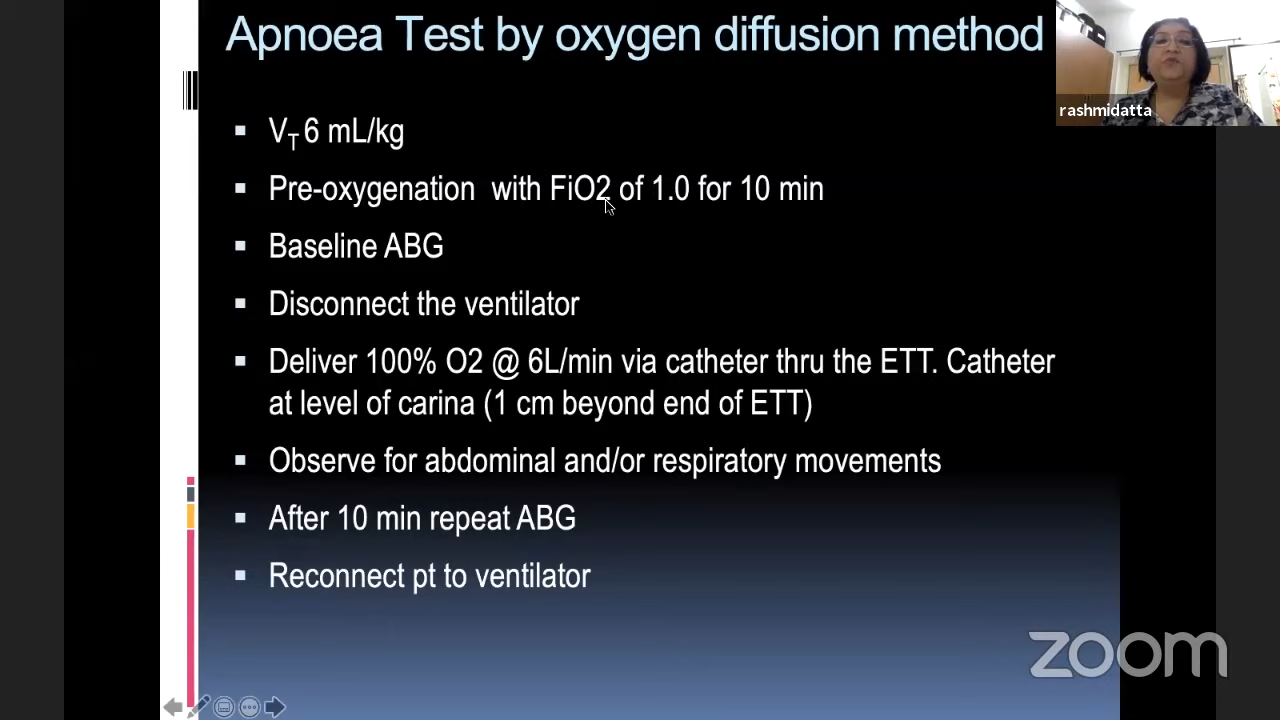 Apnoea Test by oxygen diffusion method
rashmidatta
VT 6 mL/kg
Pre-oxygenation with FiO2 of 1.0 for 10 min
Baseline ABG
Disconnect the ventilator
Deliver 100% O2 @ 6L/min via catheter thru the ETT. Catheter
at level of carina (1 cm beyond end of ETT)
Observe for abdominal and/or respiratory movements
After 10 min repeat ABG
Reconnect pt to ventilator
zoom